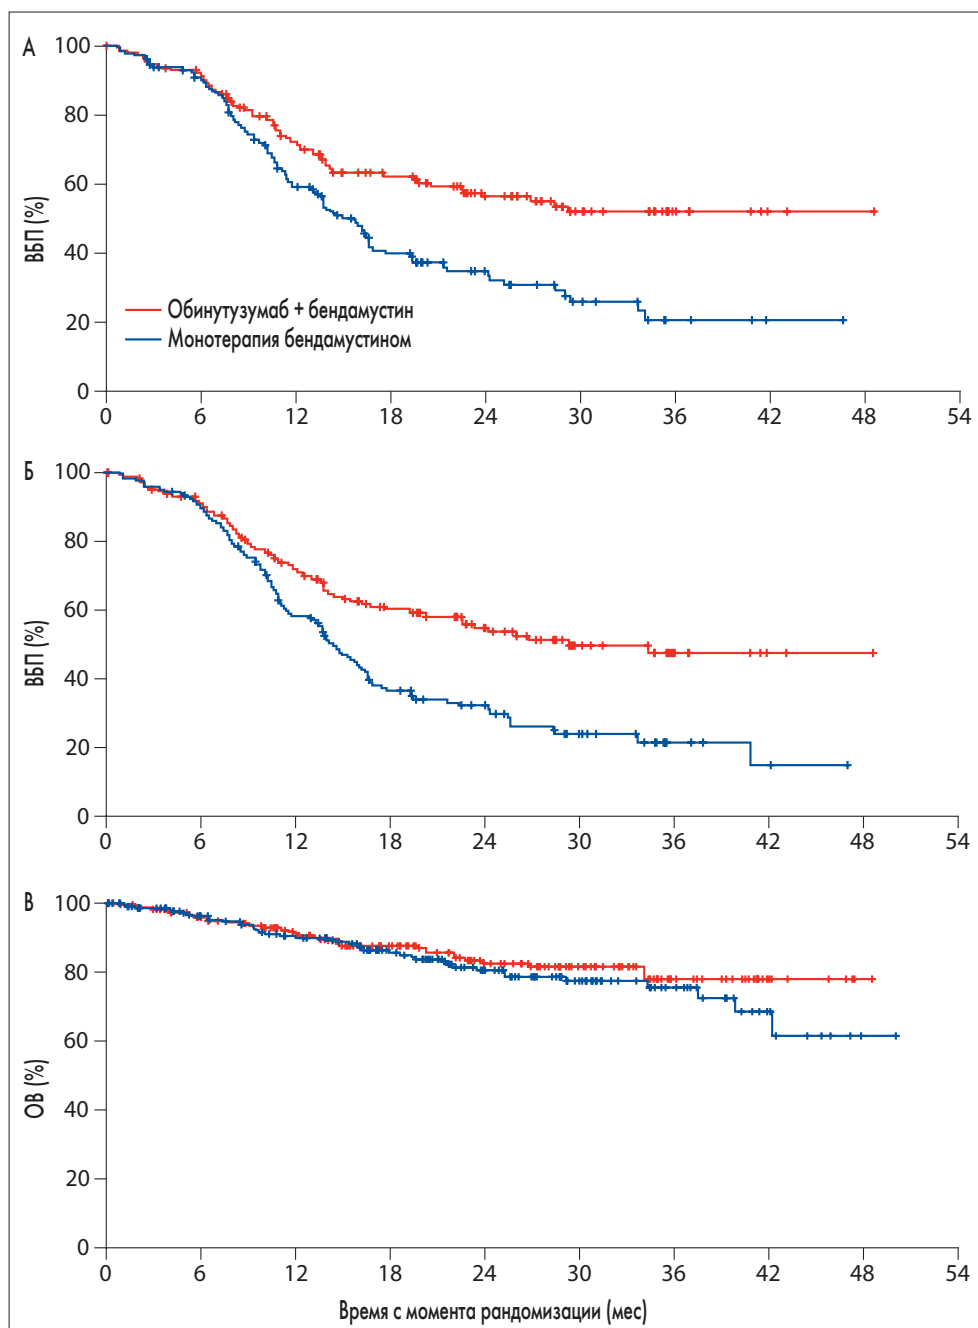 А
100
80
60
40
20
0
ВБП (%)
Обинутузумаб + бендамустин
Монотерапия бендамустином
0 6 12 18 24 30 36 42 48 54
Б
100
80
60
40
20
0
ВБП (%)
0 6 12 18 24 30 36 42 48 54
В
100
80
60
40
20
0
ОВ (%)
0 6 12 18 24 30 36 42 48 54
Время с момента рандомизации (мес)